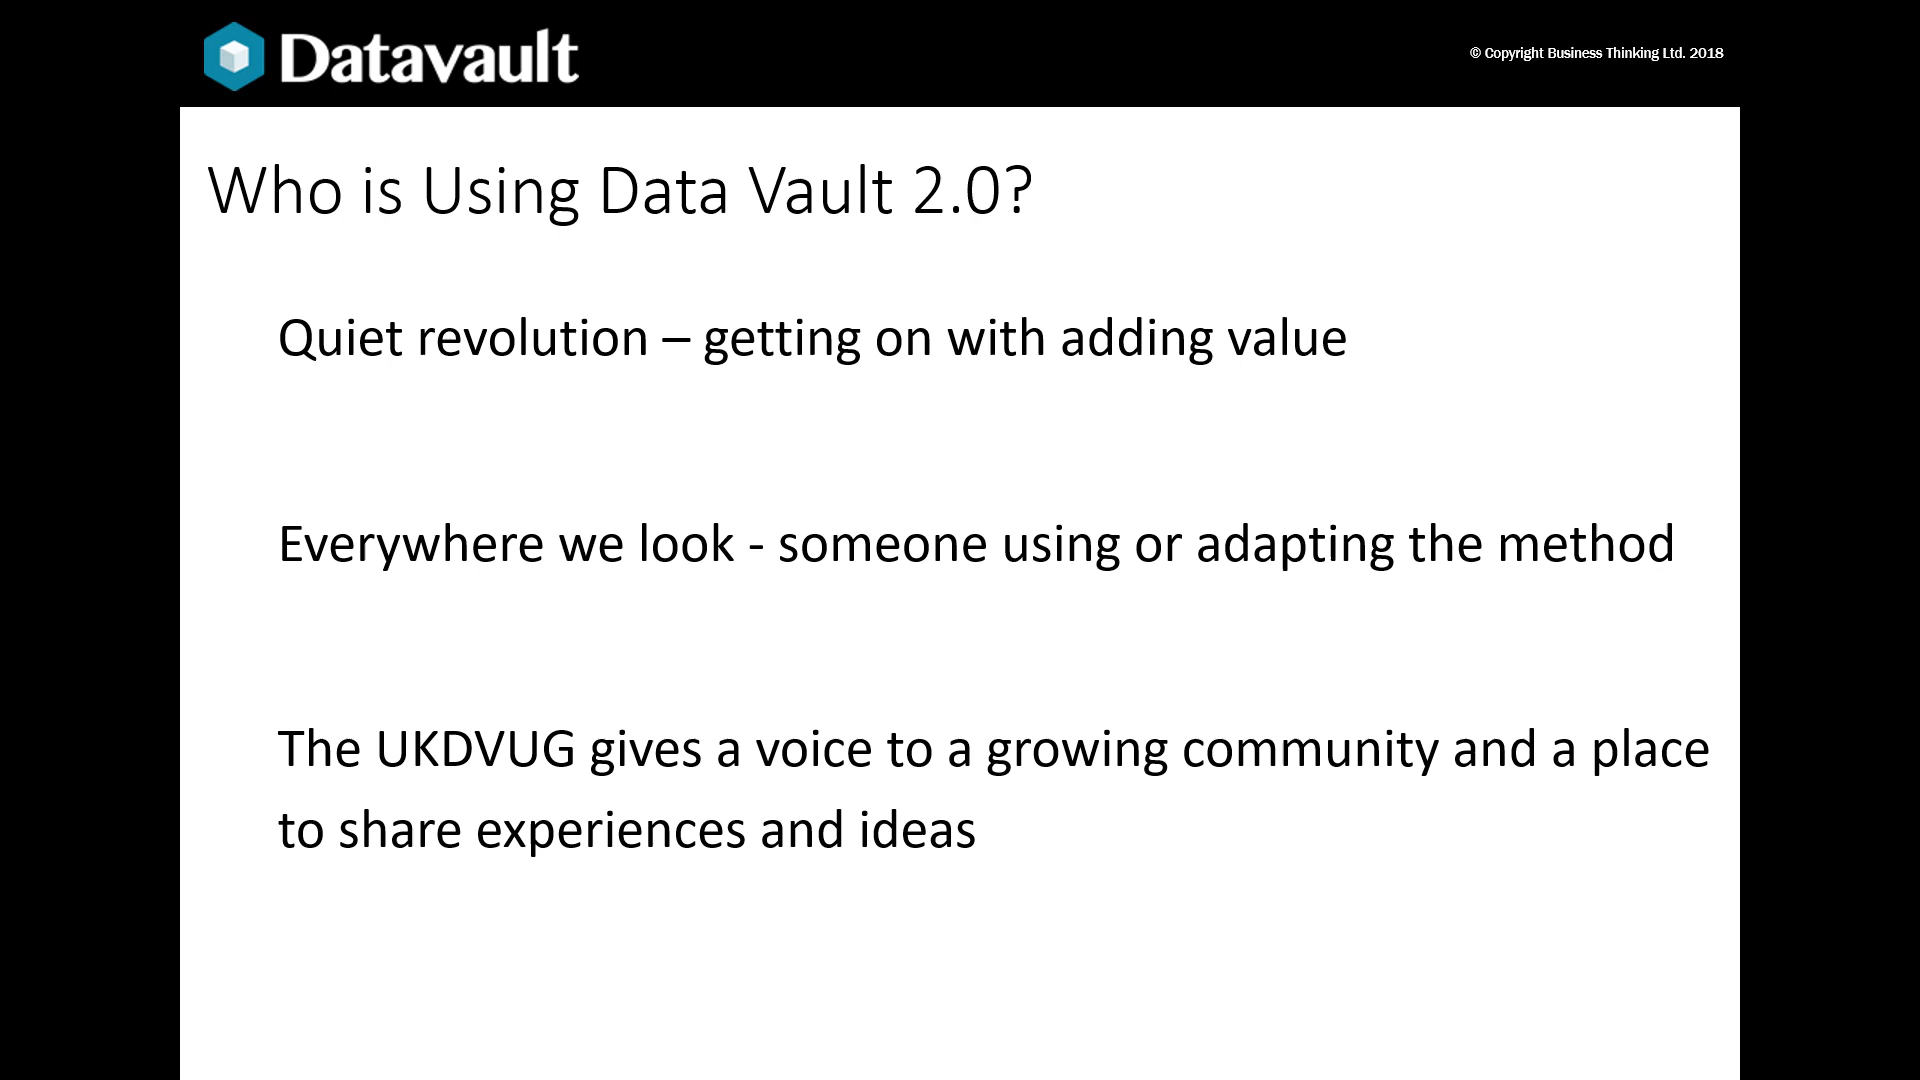 Datavault
© Copyright Business Thinking Ltd. 2018
Who is Using Data Vault 2.0?
Quiet revolution – getting on with adding value
Everywhere we look - someone using or adapting the method
The UKDVUG gives a voice to a growing community and a place
to share experiences and ideas